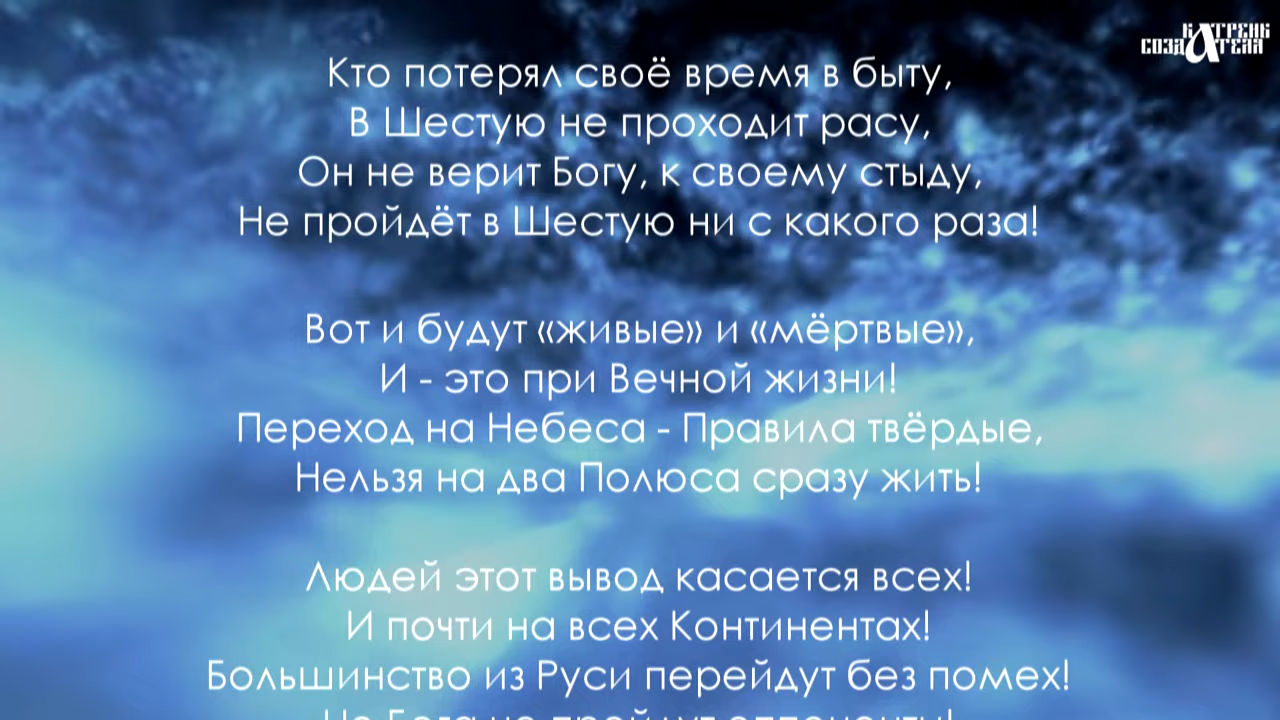 КАТРЕНЫ
СОЗДАТЕЛЯ
Кто потерял своё время в быту,
В Шестую не проходит расу,
Он не верит Богу, к своему стыду,
Не пройдёт в Шестую ни с какого раза!
Вот и будут «живые» и «мёртвые»,
И - это при Вечной жизни!
Переход на Небеса - Правила твёрдые,
Нельзя на два Полюса сразу жить!
Людей этот вывод касается всех!
И почти на всех Континентах!
Большинство из Руси перейдут без помех!